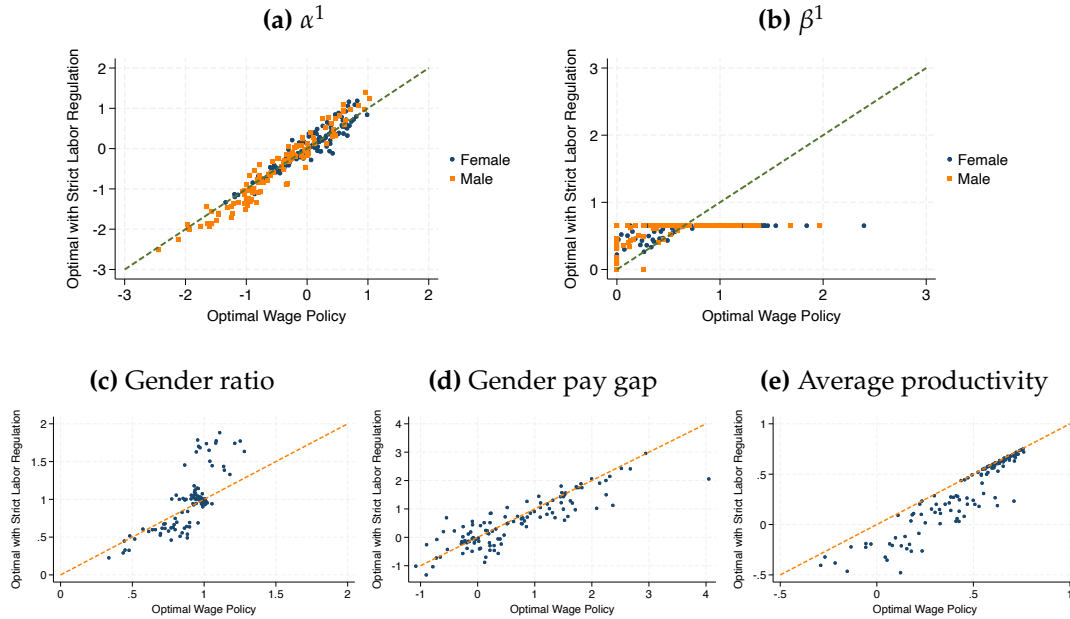 (a) α¹
Optimal with Strict Labor Regulation
2
1
0
-1
-2
-3
-3 -2 -1 0 1 2
Optimal Wage Policy
Female
Male
(b) β¹
Optimal with Strict Labor Regulation
3
2
1
0
0 1 2 3
Optimal Wage Policy
Female
Male
(c) Gender ratio
Optimal with Strict Labor Regulation
2
1.5
1
.5
0
0 .5 1 1.5 2
Optimal Wage Policy
(d) Gender pay gap
Optimal with Strict Labor Regulation
4
3
2
1
0
-1
-1 0 1 2 3 4
Optimal Wage Policy
(e) Average productivity
Optimal with Strict Labor Regulation
1
.5
0
-.5
-.5 0 .5 1
Optimal Wage Policy